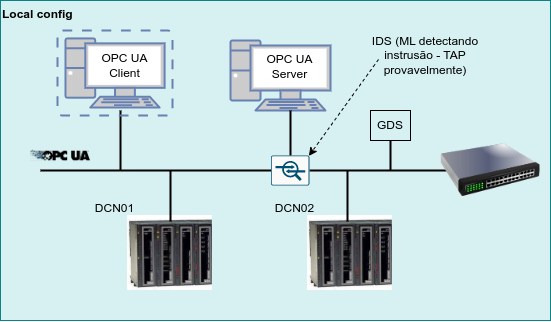 Local config
OPC UA
Client
OPC UA
Server
IDS (ML detectando
instrusão - TAP
provavelmente)
GDS
OPC UA
DCN01
DCN02